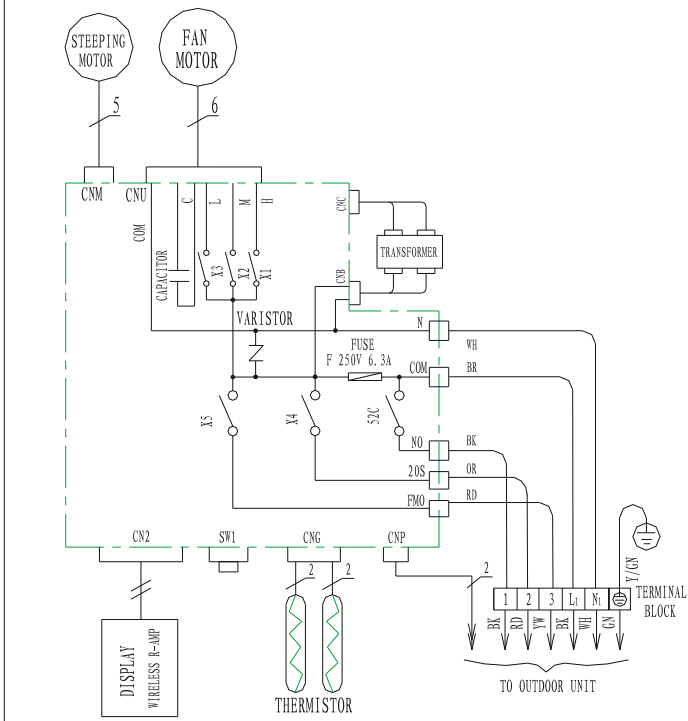 STEEPING
MOTOR
FAN
MOTOR
5
6
CNM
CNU
COM
CAPACITOR
C
L
M
H
X3
X2
X1
CNC
CNB
TRANSFORMER
VARISTOR
N
WH
FUSE
F 250V 6.3A
COM
BR
X5
X4
52C
NO
BK
20S
OR
FMO
RD
CN2
SW1
CNG
CNP
2
2
2
Y/GN
1 2 3 L1 N1
TERMINAL
BLOCK
BK RD YW BK WH GN
DISPLAY
WIRELESS R-AMP
THERMISTOR
TO OUTDOOR UNIT